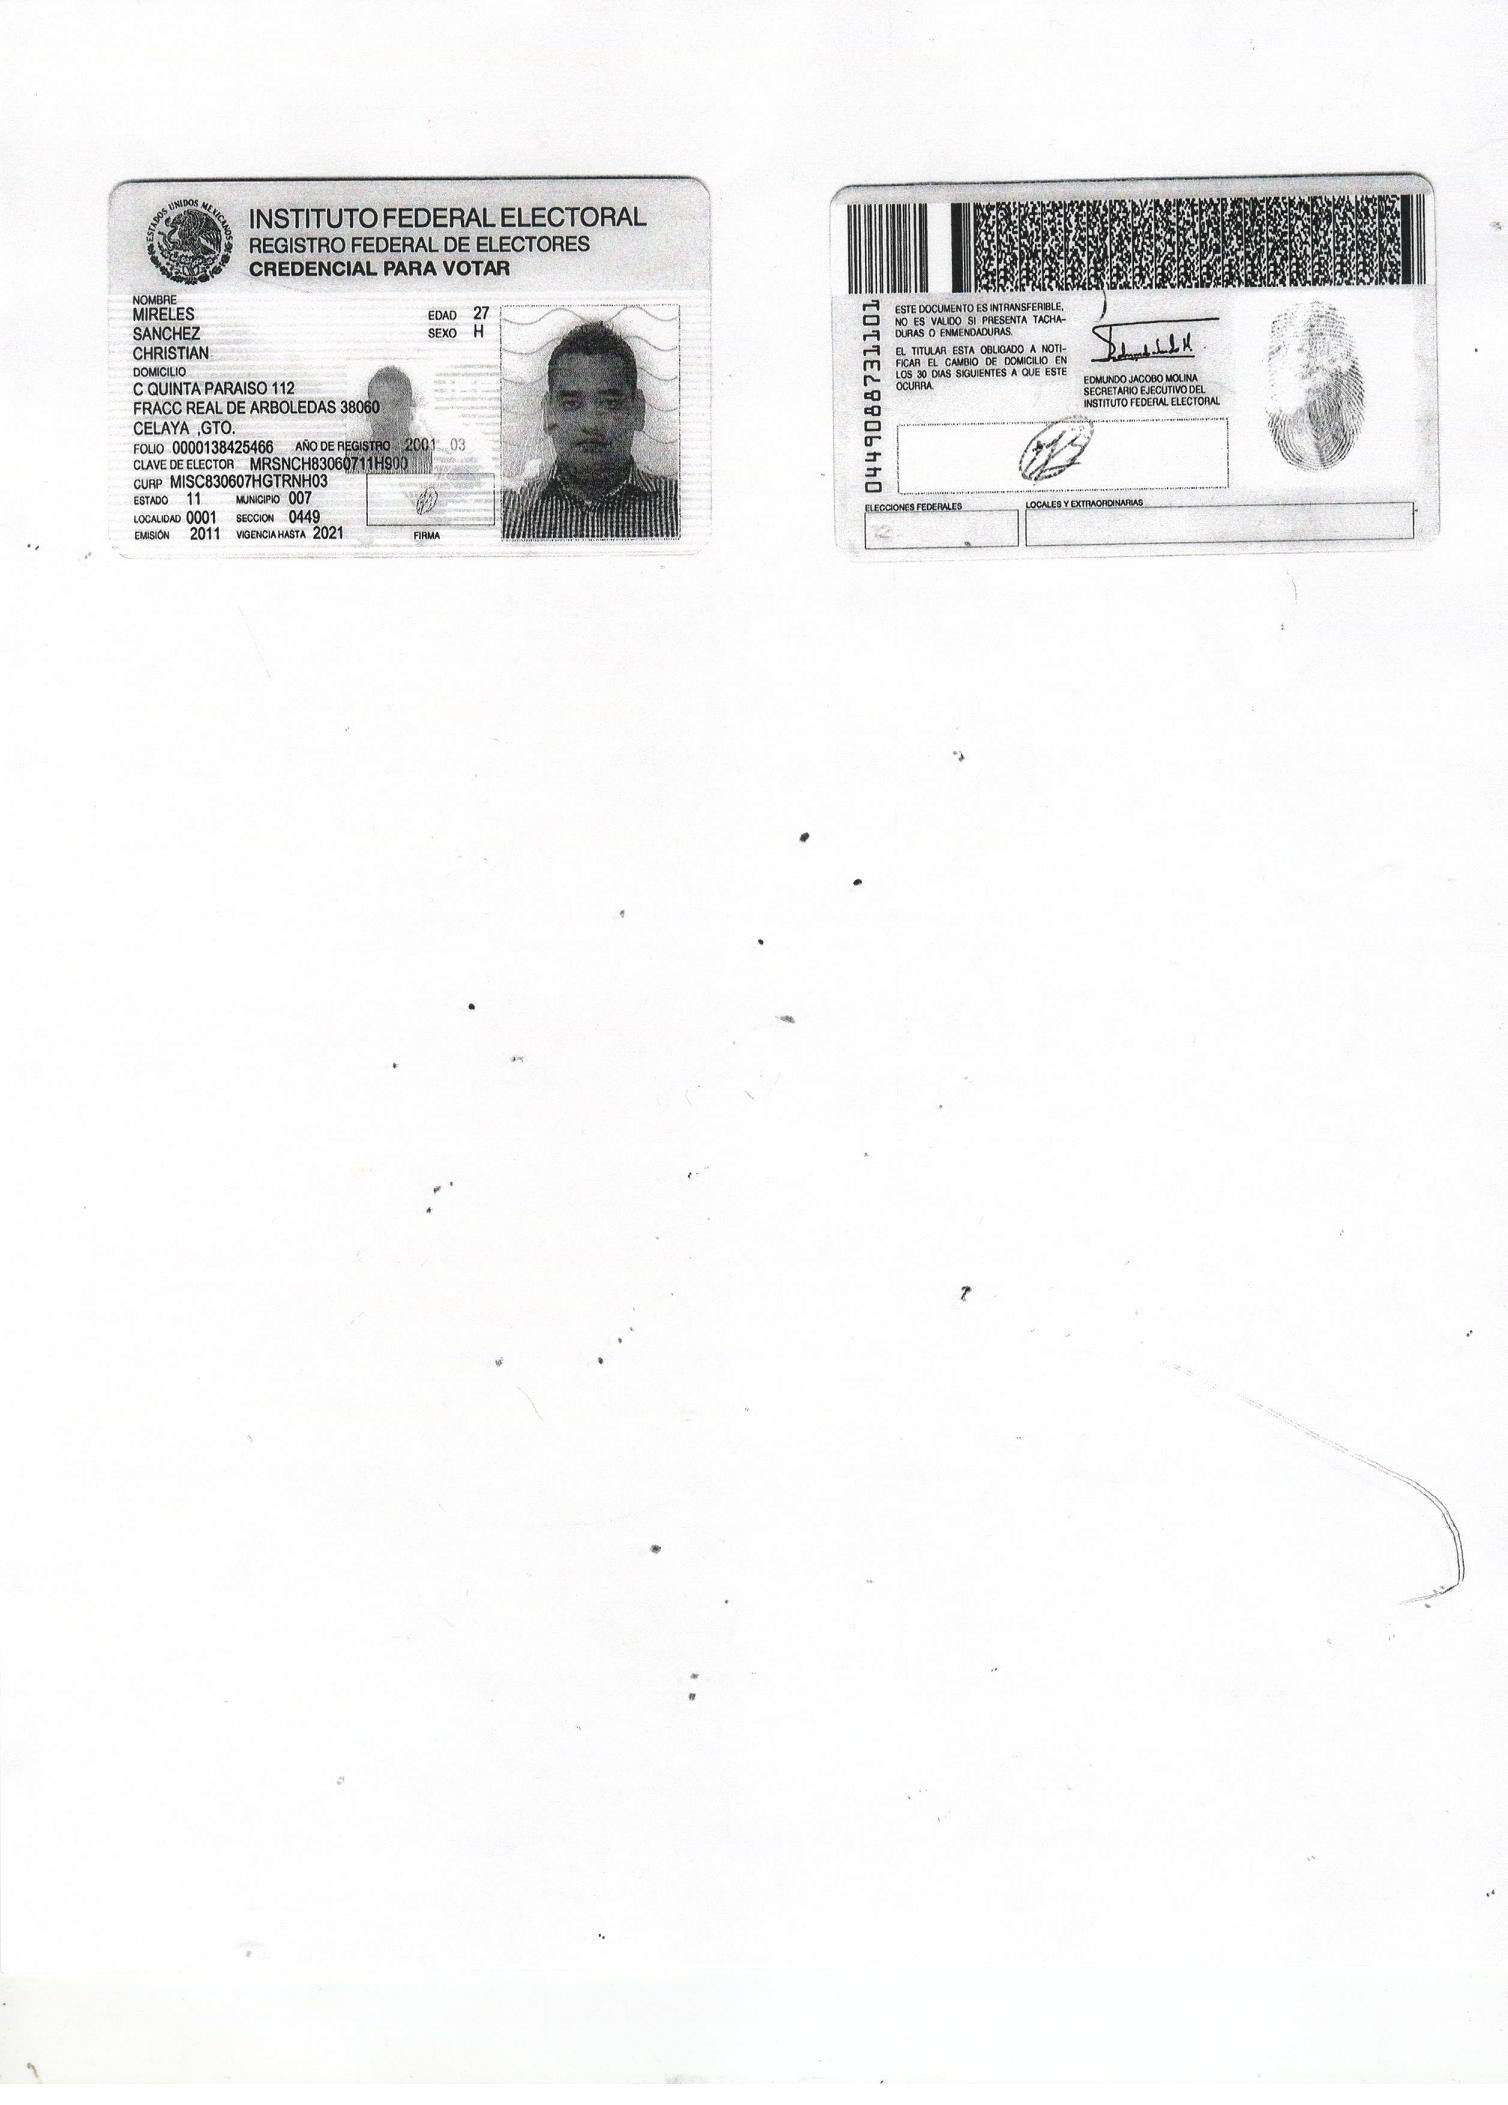 ESTADOS UNIDOS MEXICANOS
INSTITUTO FEDERAL ELECTORAL
REGISTRO FEDERAL DE ELECTORES
CREDENCIAL PARA VOTAR
NOMBRE
MIRELES
SANCHEZ
CHRISTIAN
EDAD 27
SEXO H
DOMICILIO
C QUINTA PARAISO 112
FRACC REAL DE ARBOLEDAS 38060
CELAYA ,GTO.
FOLIO 0000138425466 AÑO DE REGISTRO 2001 03
CLAVE DE ELECTOR MRSNCH83060711H900
CURP MISC830607HGTRNH03
ESTADO 11 MUNICIPIO 007
LOCALIDAD 0001 SECCION 0449
EMISIÓN 2011 VIGENCIA HASTA 2021 FIRMA
0449088731101
ESTE DOCUMENTO ES INTRANSFERIBLE,
NO ES VALIDO SI PRESENTA TACHA-
DURAS O ENMENDADURAS.
EL TITULAR ESTA OBLIGADO A NOTI-
FICAR EL CAMBIO DE DOMICILIO EN
LOS 30 DIAS SIGUIENTES A QUE ESTE
OCURRA.
EDMUNDO JACOBO MOLINA
SECRETARIO EJECUTIVO DEL
INSTITUTO FEDERAL ELECTORAL
ELECCIONES FEDERALES
LOCALES Y EXTRAORDINARIAS